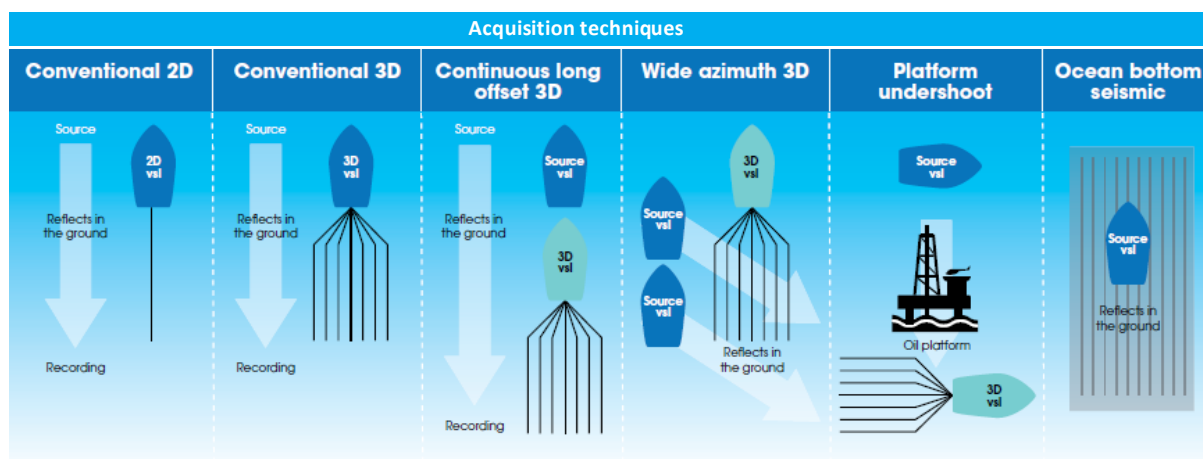 Acquisition techniques
Conventional 2D
Conventional 3D
Continuous long
offset 3D
Wide azimuth 3D
Platform
undershoot
Ocean bottom
seismic
Source
2D
vsl
Reflects in
the ground
Recording
Source
3D
vsl
Reflects in
the ground
Recording
Source
Source
vsl
Reflects in
the ground
3D
vsl
Recording
3D
vsl
Source
vsl
Source
vsl
Reflects in
the ground
Source
vsl
Oil platform
3D
vsl
Source
vsl
Reflects in
the ground